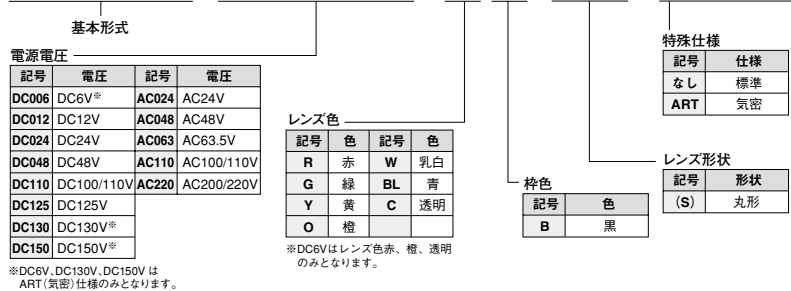 基本形式
電源電圧
記号 電圧 記号 電圧
DC006 DC6V※ AC024 AC24V
DC012 DC12V AC048 AC48V
DC024 DC24V AC063 AC63.5V
DC048 DC48V AC110 AC100/110V
DC110 DC100/110V AC220 AC200/220V
DC125 DC125V
DC130 DC130V※
DC150 DC150V※
※DC6V、DC130V、DC150V は
ART(気密)仕様のみとなります。
レンズ色
記号 色 記号 色
R 赤 W 乳白
G 緑 BL 青
Y 黄 C 透明
O 橙
※DC6Vはレンズ色赤、橙、透明
のみとなります。
枠色
記号 色
B 黒
特殊仕様
記号 仕様
なし 標準
ART 気密
レンズ形状
記号 形状
(S) 丸形